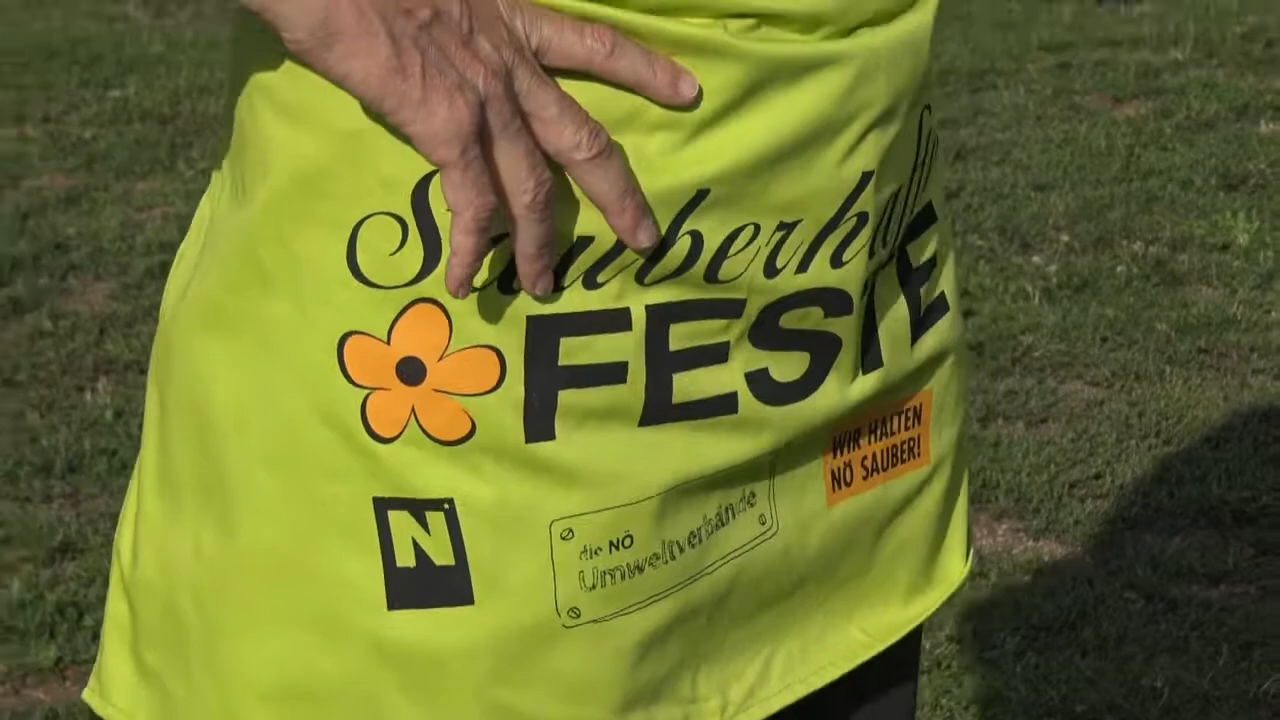 Sauberhafte
FESTE
WIR HALTEN
NÖ SAUBER!
N
die NÖ
Umweltverbände